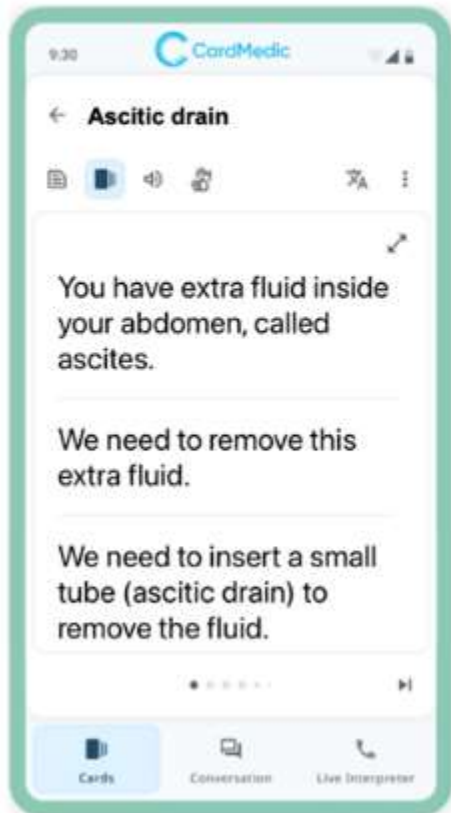 9:30
CardMedic
Ascitic drain
You have extra fluid inside
your abdomen, called
ascites.
We need to remove this
extra fluid.
We need to insert a small
tube (ascitic drain) to
remove the fluid.
Cards
Conversation
Live Interpreter